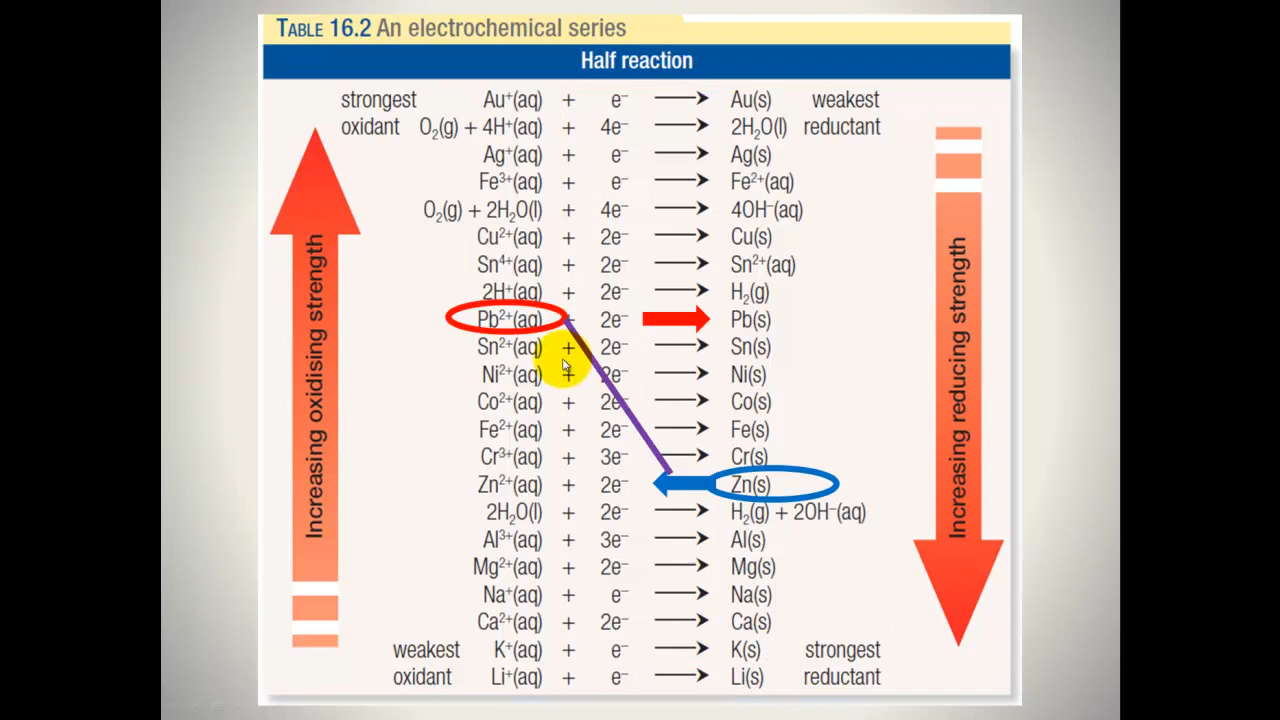 TABLE 16.2 An electrochemical series
Half reaction
strongest Au⁺(aq) + e⁻ ⟶ Au(s) weakest
oxidant O₂(g) + 4H⁺(aq) + 4e⁻ ⟶ 2H₂O(l) reductant
Ag⁺(aq) + e⁻ ⟶ Ag(s)
Fe³⁺(aq) + e⁻ ⟶ Fe²⁺(aq)
O₂(g) + 2H₂O(l) + 4e⁻ ⟶ 4OH⁻(aq)
Cu²⁺(aq) + 2e⁻ ⟶ Cu(s)
Sn⁴⁺(aq) + 2e⁻ ⟶ Sn²⁺(aq)
2H⁺(aq) + 2e⁻ ⟶ H₂(g)
Pb²⁺(aq) + 2e⁻ ⟶ Pb(s)
Sn²⁺(aq) + 2e⁻ ⟶ Sn(s)
Ni²⁺(aq) + 2e⁻ ⟶ Ni(s)
Co²⁺(aq) + 2e⁻ ⟶ Co(s)
Fe²⁺(aq) + 2e⁻ ⟶ Fe(s)
Cr³⁺(aq) + 3e⁻ ⟶ Cr(s)
Zn²⁺(aq) + 2e⁻ ⟵ Zn(s)
2H₂O(l) + 2e⁻ ⟶ H₂(g) + 2OH⁻(aq)
Al³⁺(aq) + 3e⁻ ⟶ Al(s)
Mg²⁺(aq) + 2e⁻ ⟶ Mg(s)
Na⁺(aq) + e⁻ ⟶ Na(s)
Ca²⁺(aq) + 2e⁻ ⟶ Ca(s)
weakest K⁺(aq) + e⁻ ⟶ K(s) strongest
oxidant Li⁺(aq) + e⁻ ⟶ Li(s) reductant
Increasing oxidising strength
Increasing reducing strength